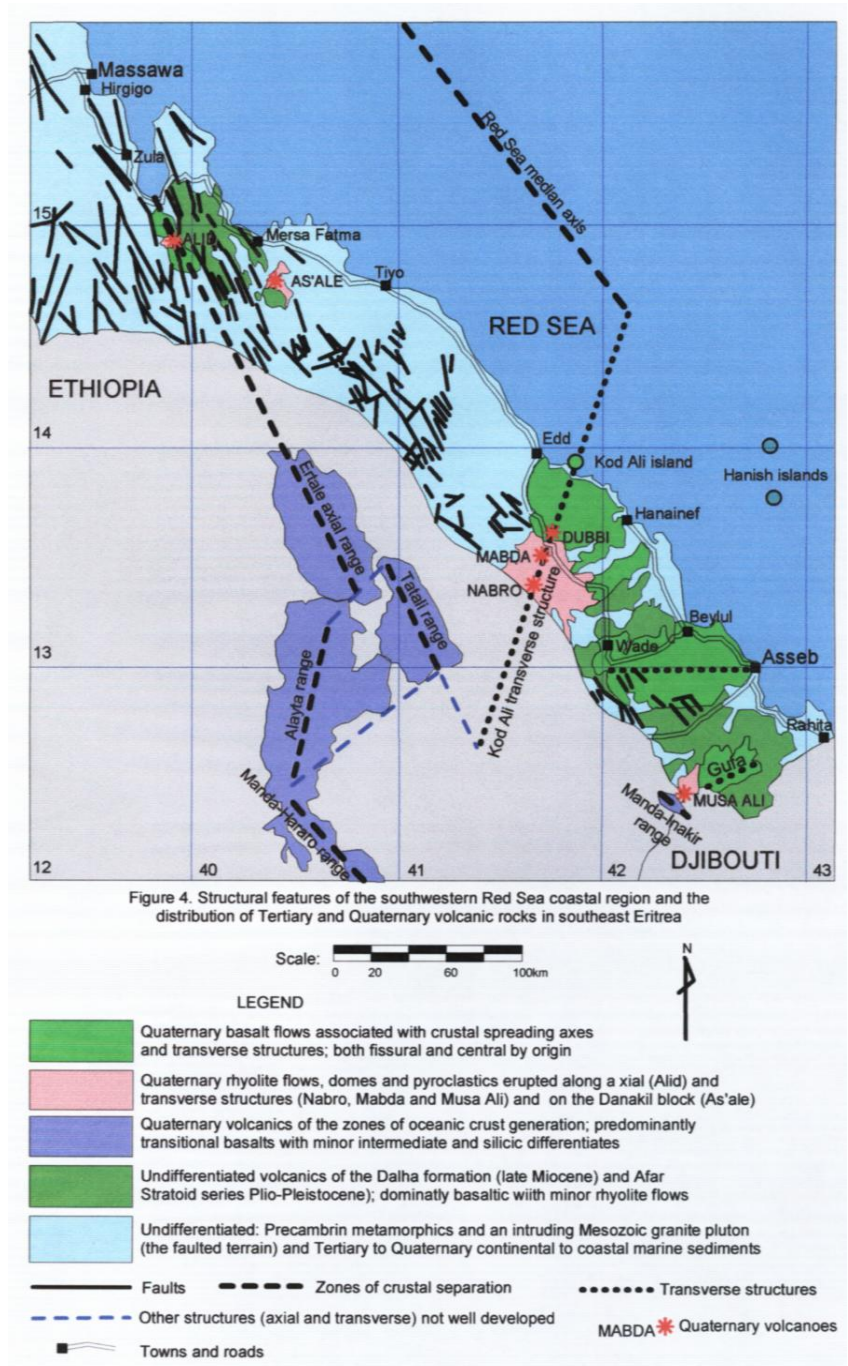 Massawa
Hirgigo
Zula
Red Sea median axis
15
ALID
Mersa Fatma
AS'ALE
Tiyo
RED SEA
ETHIOPIA
14
Edd
Kod Ali island
Hanish islands
Ertale axial range
Hanainef
DUBBI
MABDA
NABRO
Tatali range
Kod Ali transverse structure
Beylul
13
Wade
Asseb
Alayta range
Rahita
Gufa
Manda-Hararo range
MUSA ALI
Manda-Inakir
range
DJIBOUTI
12
40
41
42
43
Figure 4. Structural features of the southwestern Red Sea coastal region and the
distribution of Tertiary and Quaternary volcanic rocks in southeast Eritrea
Scale:
0 20 60 100km
N
LEGEND
Quaternary basalt flows associated with crustal spreading axes
and transverse structures; both fissural and central by origin
Quaternary rhyolite flows, domes and pyroclastics erupted along a xial (Alid) and
transverse structures (Nabro, Mabda and Musa Ali) and on the Danakil block (As'ale)
Quaternary volcanics of the zones of oceanic crust generation; predominantly
transitional basalts with minor intermediate and silicic differentiates
Undifferentiated volcanics of the Dalha formation (late Miocene) and Afar
Stratoid series Plio-Pleistocene); dominatly basaltic wiith minor rhyolite flows
Undifferentiated: Precambrin metamorphics and an intruding Mesozoic granite pluton
(the faulted terrain) and Tertiary to Quaternary continental to coastal marine sediments
Faults
Zones of crustal separation
Transverse structures
Other structures (axial and transverse) not well developed
MABDA
Quaternary volcanoes
Towns and roads